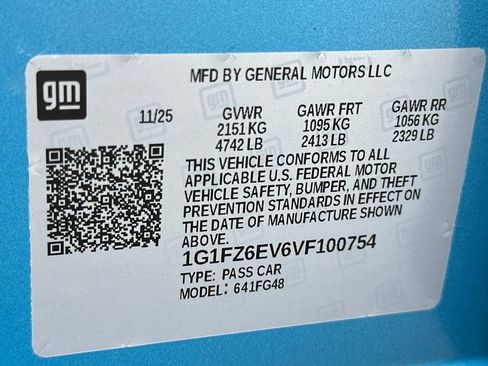 gm
MFD BY GENERAL MOTORS LLC
11/25 GVWR GAWR FRT GAWR RR
2151 KG 1095 KG 1056 KG
4742 LB 2413 LB 2329 LB
THIS VEHICLE CONFORMS TO ALL
APPLICABLE U.S. FEDERAL MOTOR
VEHICLE SAFETY, BUMPER, AND THEFT
PREVENTION STANDARDS IN EFFECT ON
THE DATE OF MANUFACTURE SHOWN
ABOVE.
1G1FZ6EV6VF100754
TYPE: PASS CAR
MODEL: 641FG48